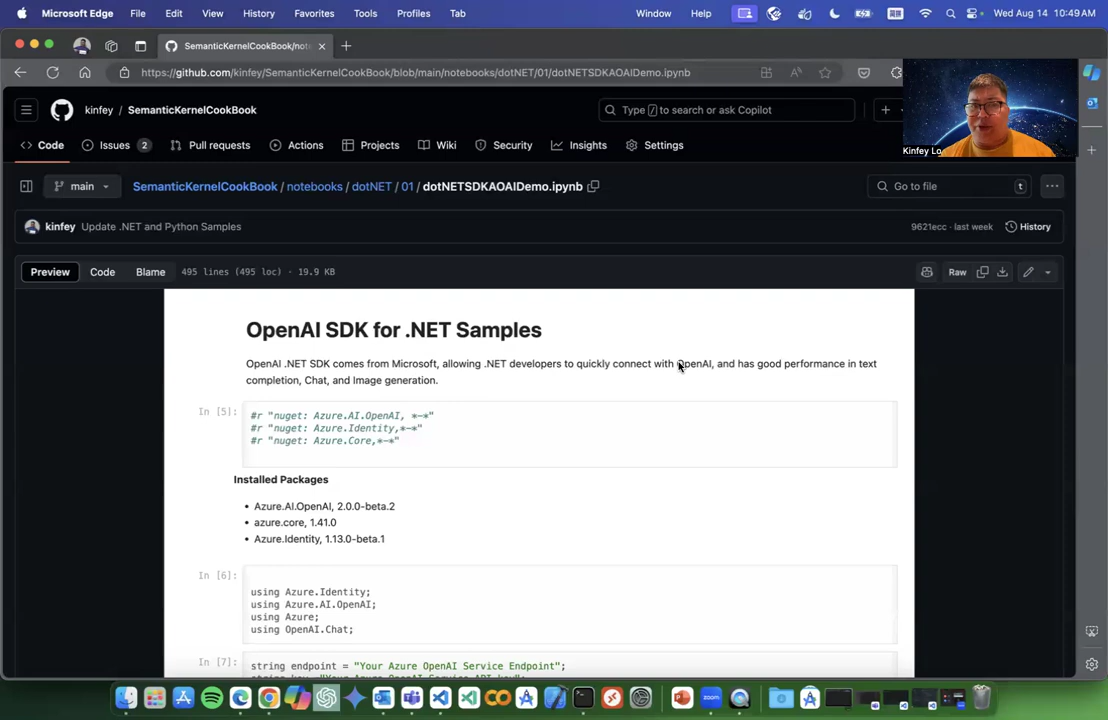 Microsoft Edge File Edit View History Favorites Tools Profiles Tab Window Help Wed Aug 14 10:49 AM
SemanticKernelCookBook/note
https://github.com/kinfey/SemanticKernelCookBook/blob/main/notebooks/dotNET/01/dotNETSDKAOAIDemo.ipynb
kinfey / SemanticKernelCookBook
Type / to search or ask Copilot
Code Issues 2 Pull requests Actions Projects Wiki Security Insights Settings
Kinfey Lo
main
SemanticKernelCookBook / notebooks / dotNET / 01 / dotNETSDKAOAIDemo.ipynb
Go to file t
kinfey Update .NET and Python Samples
9621ecc · last week History
Preview Code Blame 495 lines (495 loc) · 19.9 KB
Raw
OpenAI SDK for .NET Samples
OpenAI .NET SDK comes from Microsoft, allowing .NET developers to quickly connect with OpenAI, and has good performance in text
completion, Chat, and Image generation.
In [5]:
#r "nuget: Azure.AI.OpenAI, *-*"
#r "nuget: Azure.Identity,*-*"
#r "nuget: Azure.Core,*-*"
Installed Packages
• Azure.AI.OpenAI, 2.0.0-beta.2
• azure.core, 1.41.0
• Azure.Identity, 1.13.0-beta.1
In [6]:
using Azure.Identity;
using Azure.AI.OpenAI;
using Azure;
using OpenAI.Chat;
In [7]:
string endpoint = "Your Azure OpenAI Service Endpoint";
zoom